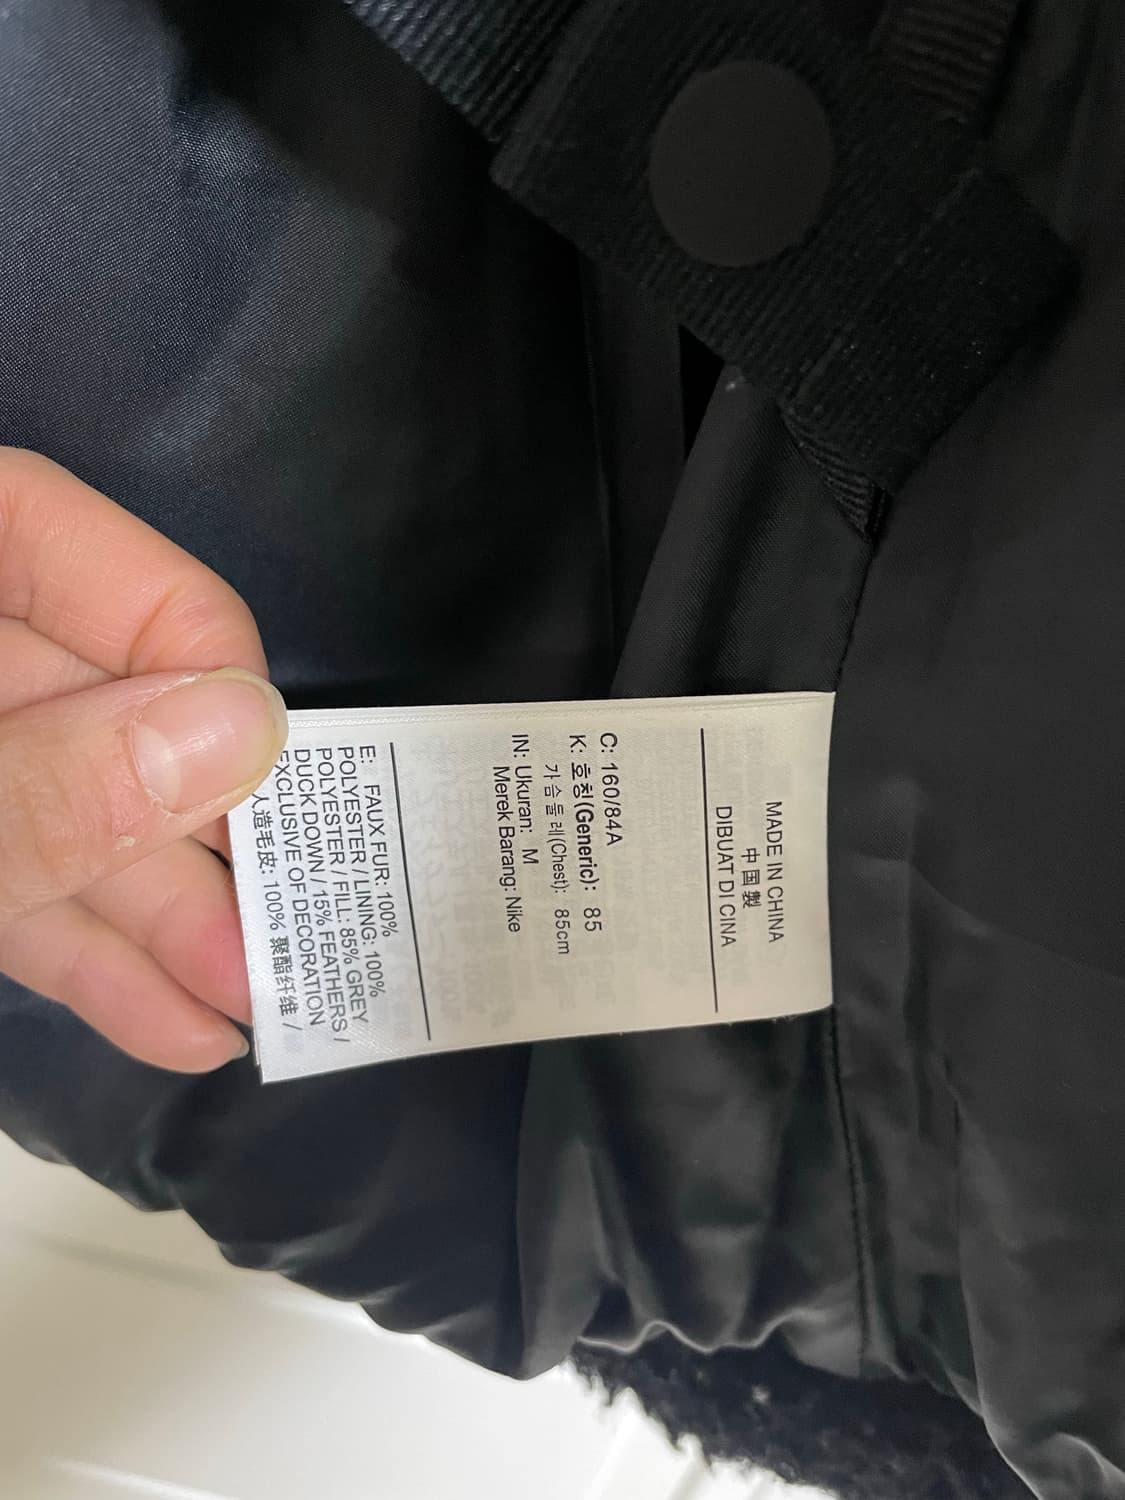 MADE IN CHINA
中国製
DIBUAT DI CINA
C: 160/84A
K: 호칭(Generic): 85
가슴둘레(Chest): 85cm
IN: Ukuran: M
Merek Barang: Nike
E: FAUX FUR: 100%
POLYESTER / LINING: 100%
POLYESTER / FILL: 85% GREY
DUCK DOWN / 15% FEATHERS /
EXCLUSIVE OF DECORATION
人造毛皮: 100% 聚酯纤维 /